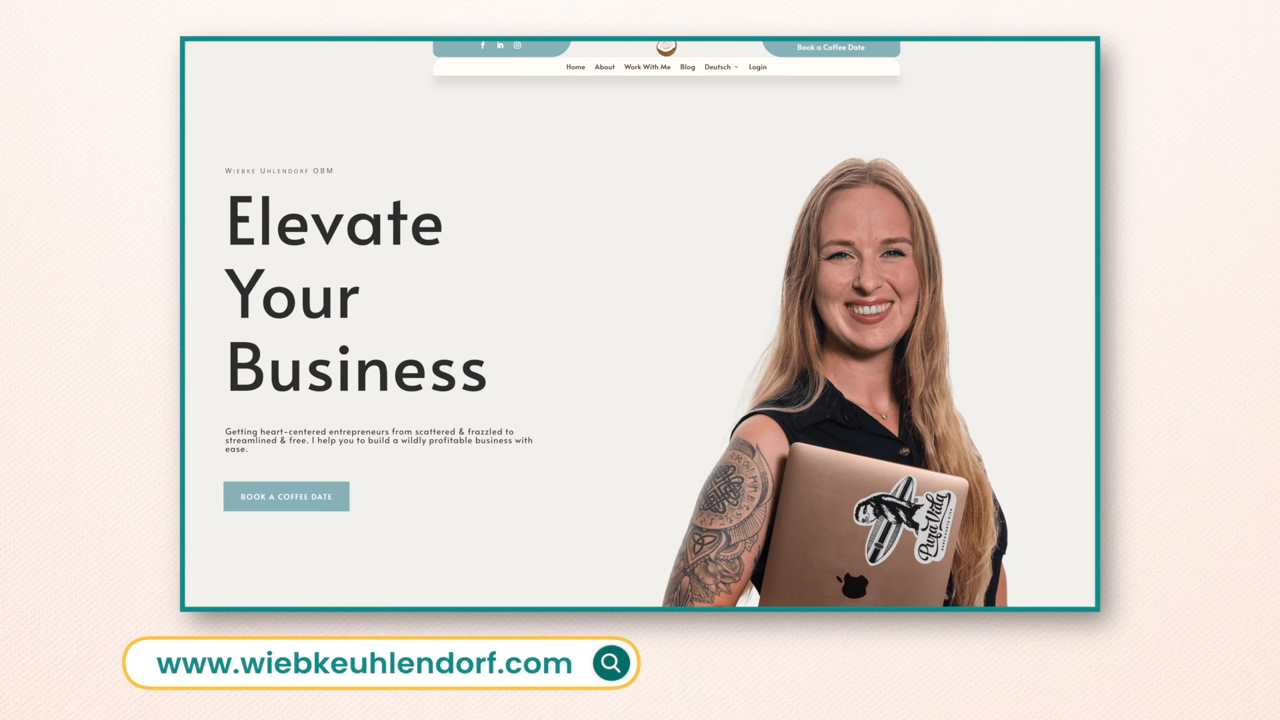 f in
Book a Coffee Date
Home About Work With Me Blog Deutsch Login
Wiebke Uhlendorf OBM
Elevate
Your
Business
Getting heart-centered entrepreneurs from scattered & frazzled to
streamlined & free. I help you to build a wildly profitable business with
ease.
BOOK A COFFEE DATE
Pura Vida
www.wiebkeuhlendorf.com